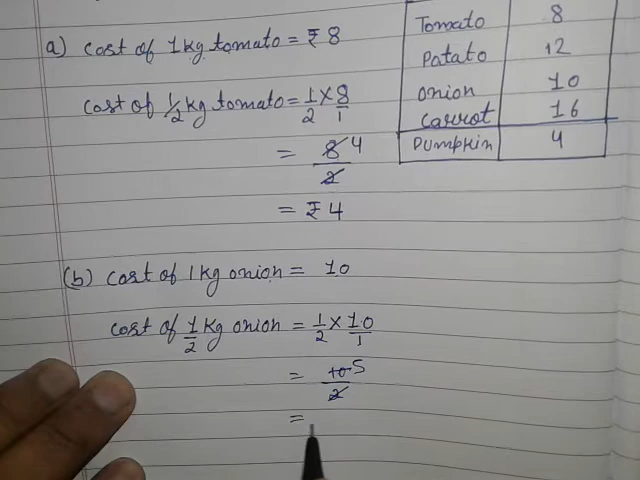 Tomato 8
Patato 12
onion 10
carrot 16
Pumpkin 4
a) cost of 1kg tomato = ₹ 8
cost of 1/2 kg tomato = 1/2 × 8/1
= 8 4 / 2
= ₹ 4
(b) cost of 1kg onion = 10
cost of 1/2 kg onion = 1/2 × 10/1
= 10 5 / 2
=